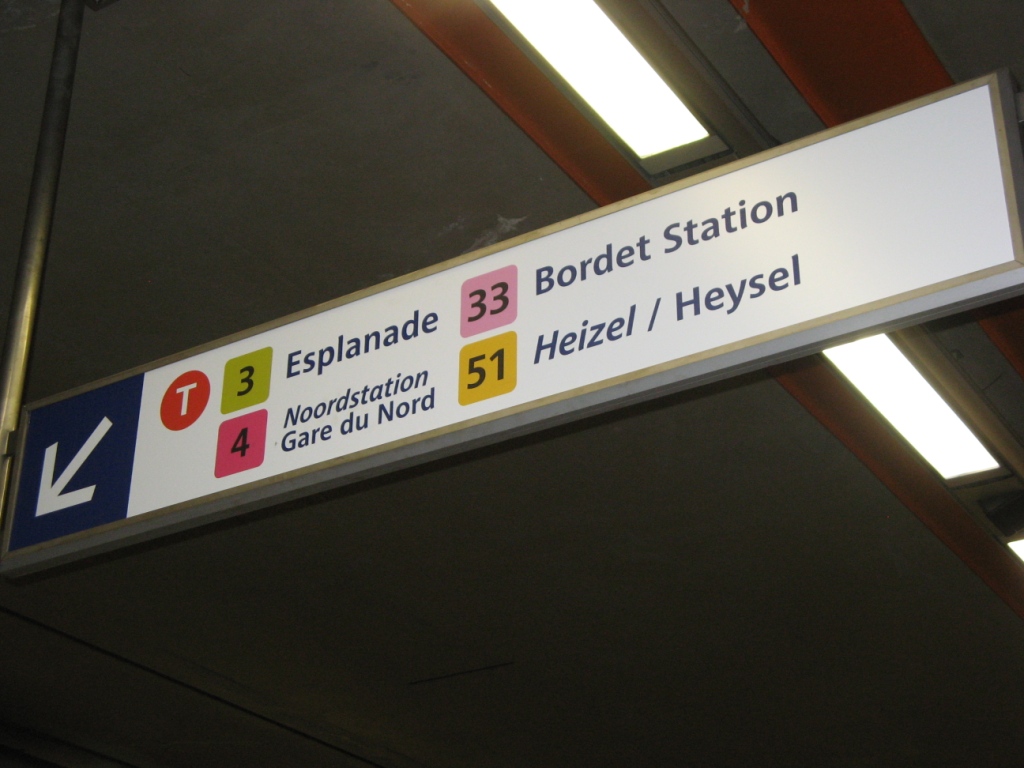 T
3 Esplanade
4 Noordstation
Gare du Nord
33 Bordet Station
51 Heizel / Heysel